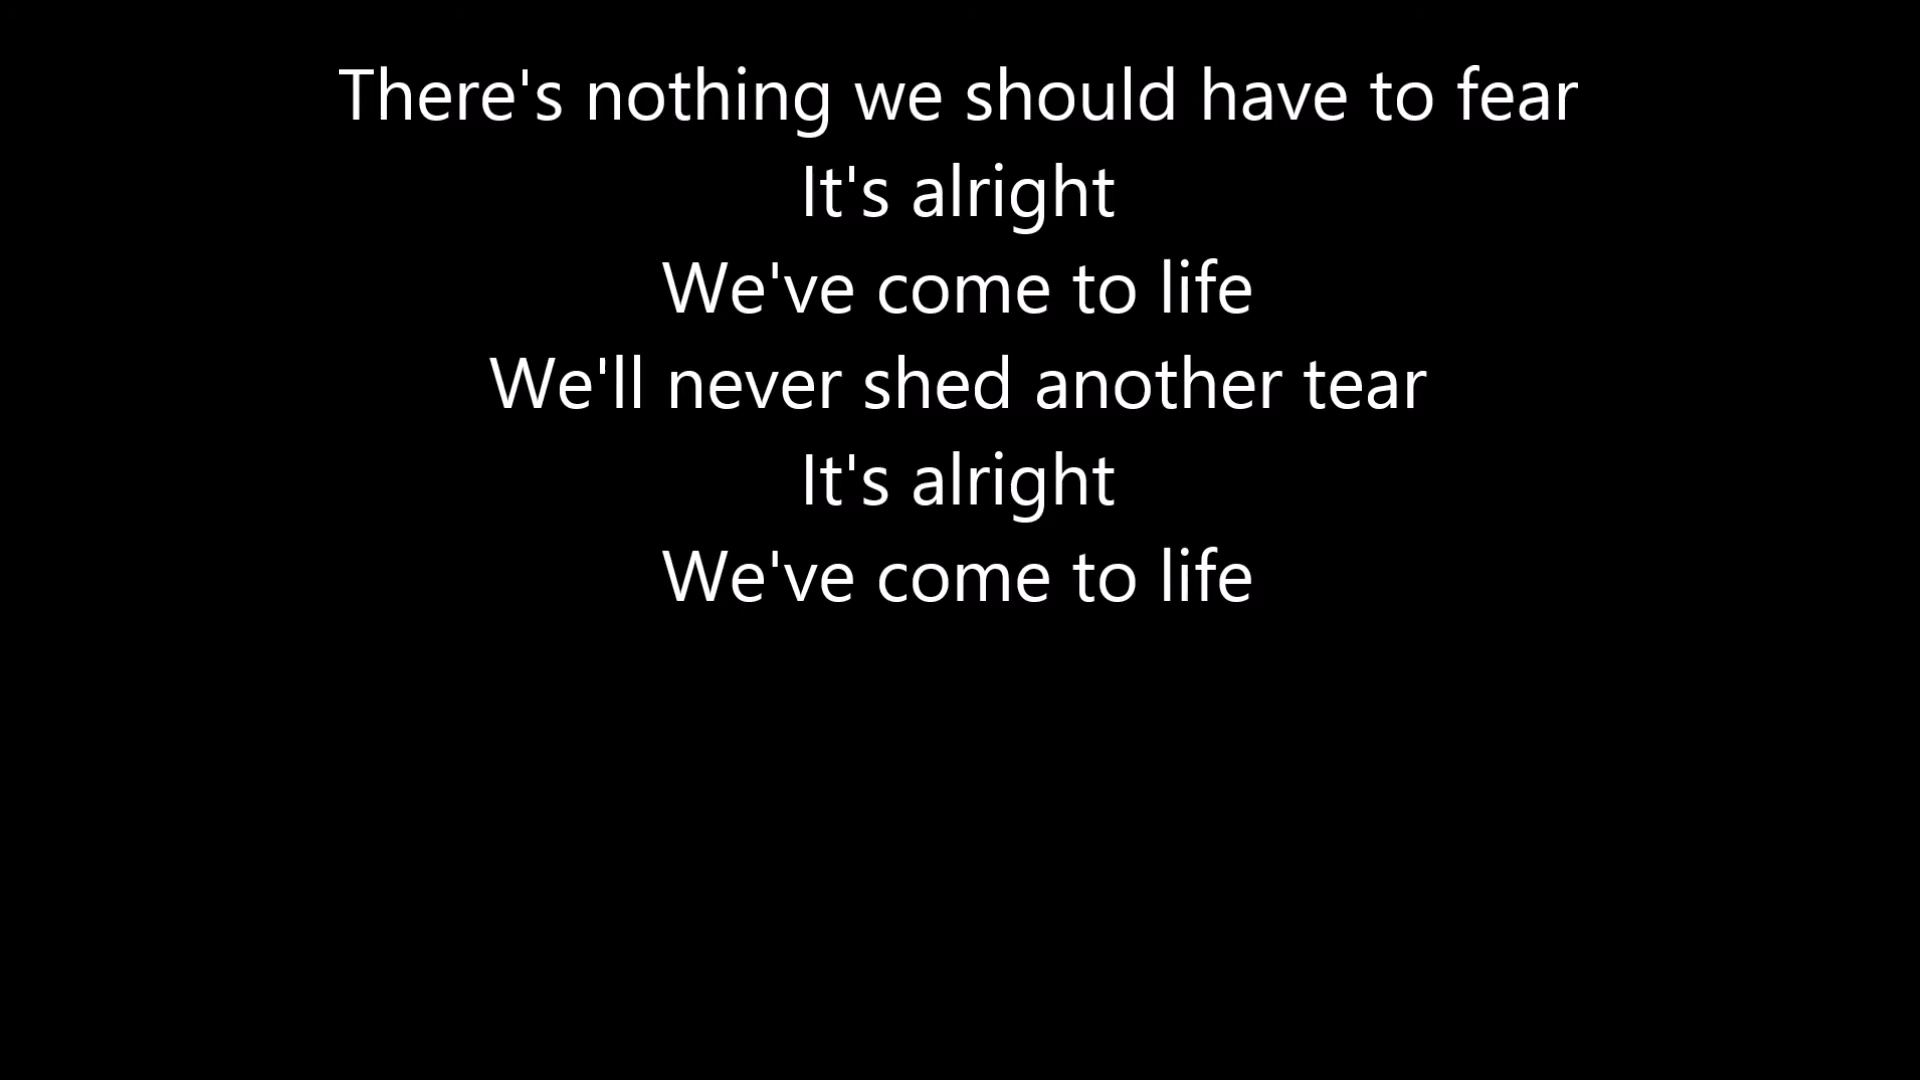 There's nothing we should have to fear
It's alright
We've come to life
We'll never shed another tear
It's alright
We've come to life